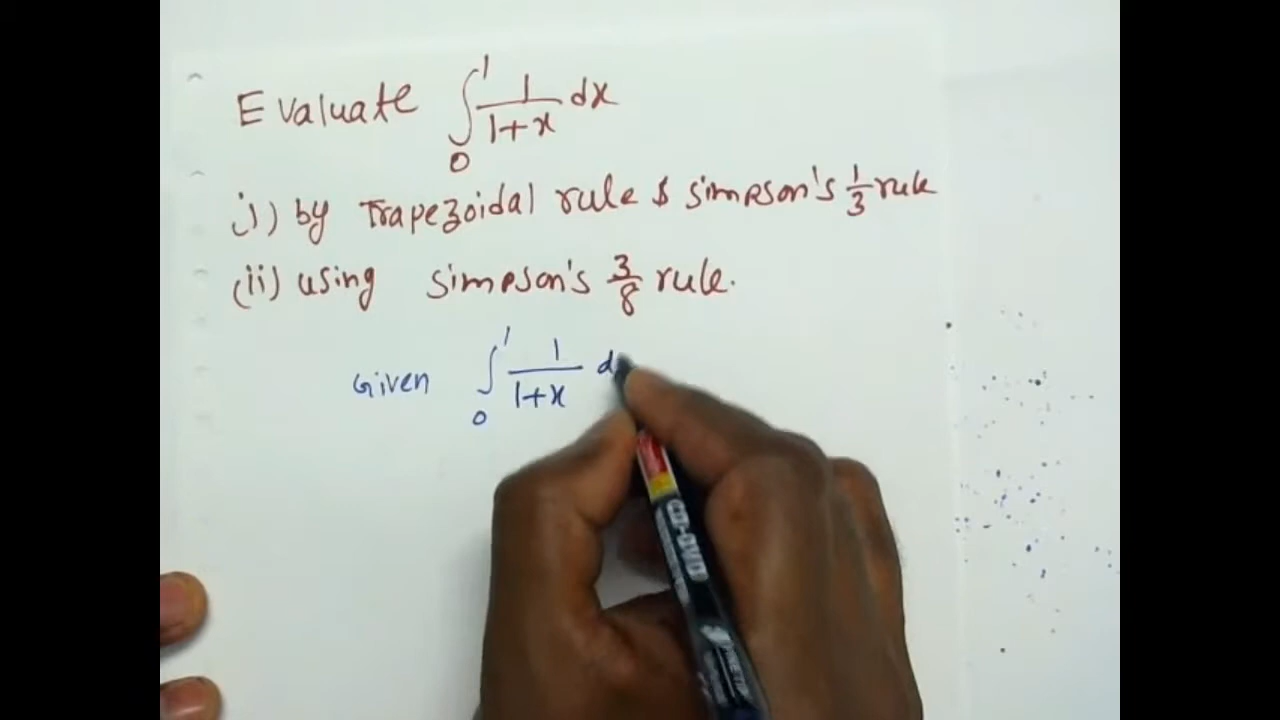 Evaluate ∫₀¹ 1/(1+x) dx
i) by Trapezoidal rule & simpson's 1/3 rule
(ii) using simpson's 3/8 rule.
Given ∫₀¹ 1/(1+x) d